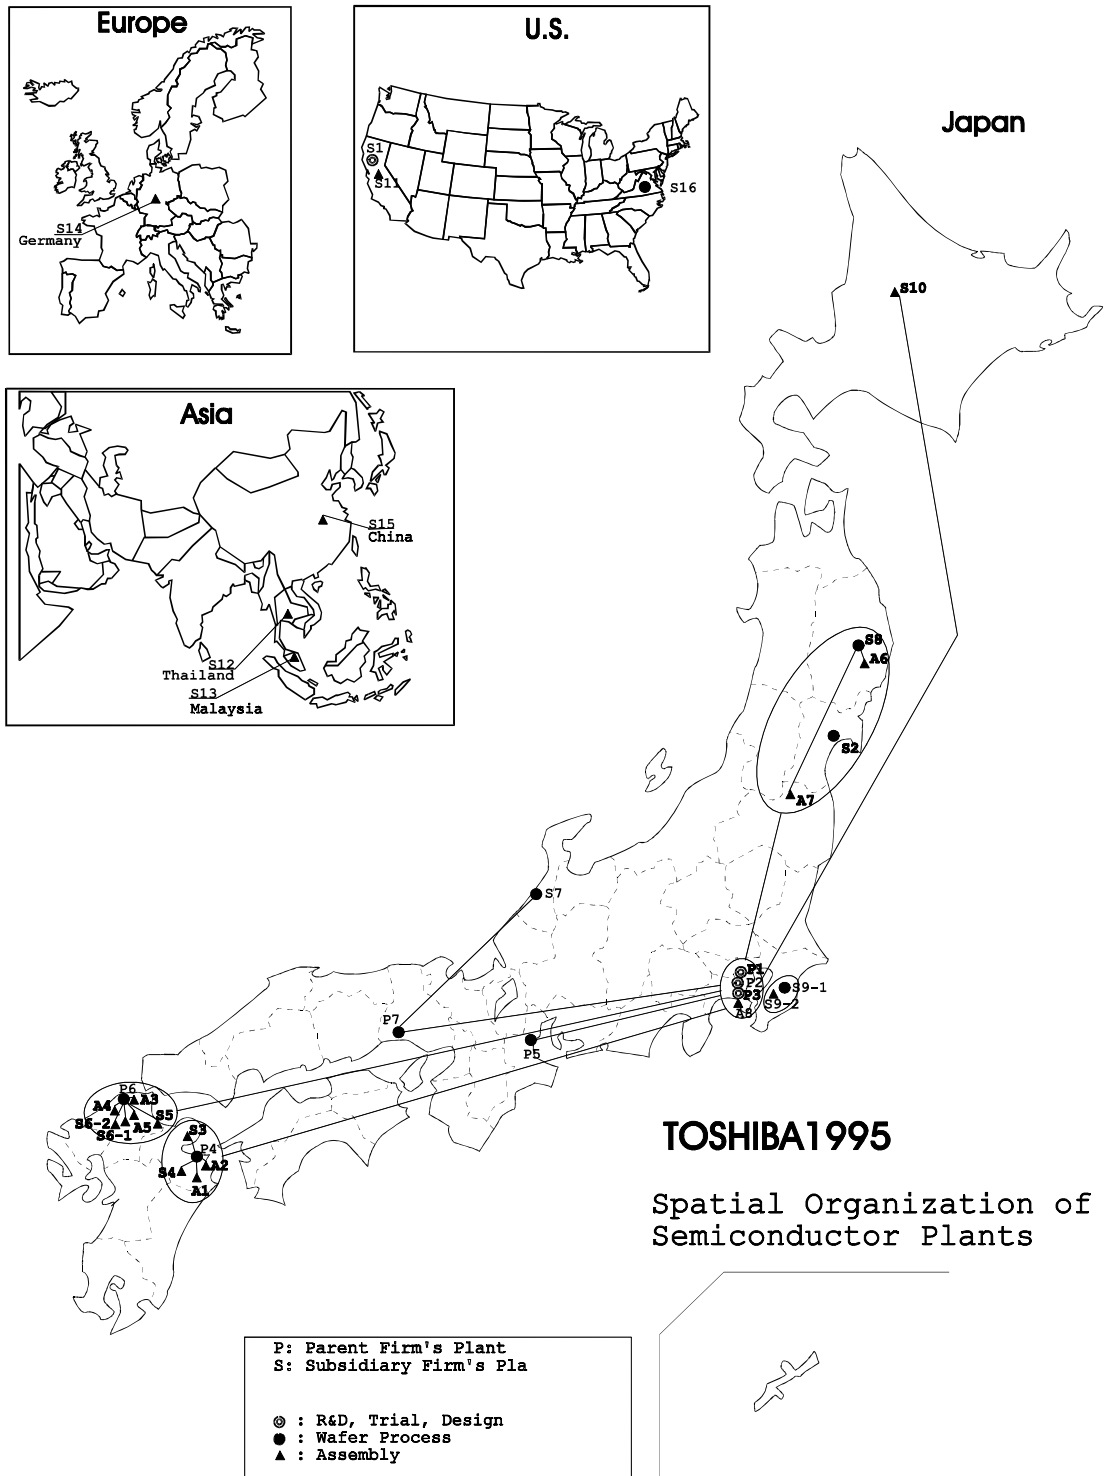 Europe
S14
Germany
U.S.
S1
S11
S16
Japan
S10
Asia
S15
China
S12
Thailand
S13
Malaysia
A6
S2
A7
S7
P1
P2
P3
A8
S9-1
S9-2
P7
P5
P6
A3
A4
S5
S6-2
A5
S6-1
S3
P4
A2
S4
A1
TOSHIBA1995
Spatial Organization of
Semiconductor Plants
P: Parent Firm's Plant
S: Subsidiary Firm's Pla
: R&D, Trial, Design
: Wafer Process
: Assembly